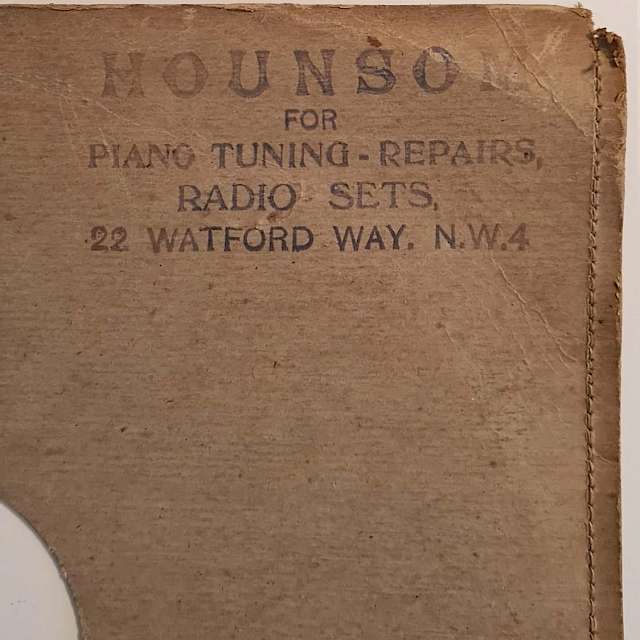 HOUNSOM
FOR
PIANO TUNING - REPAIRS,
RADIO SETS,
22 WATFORD WAY. N.W.4